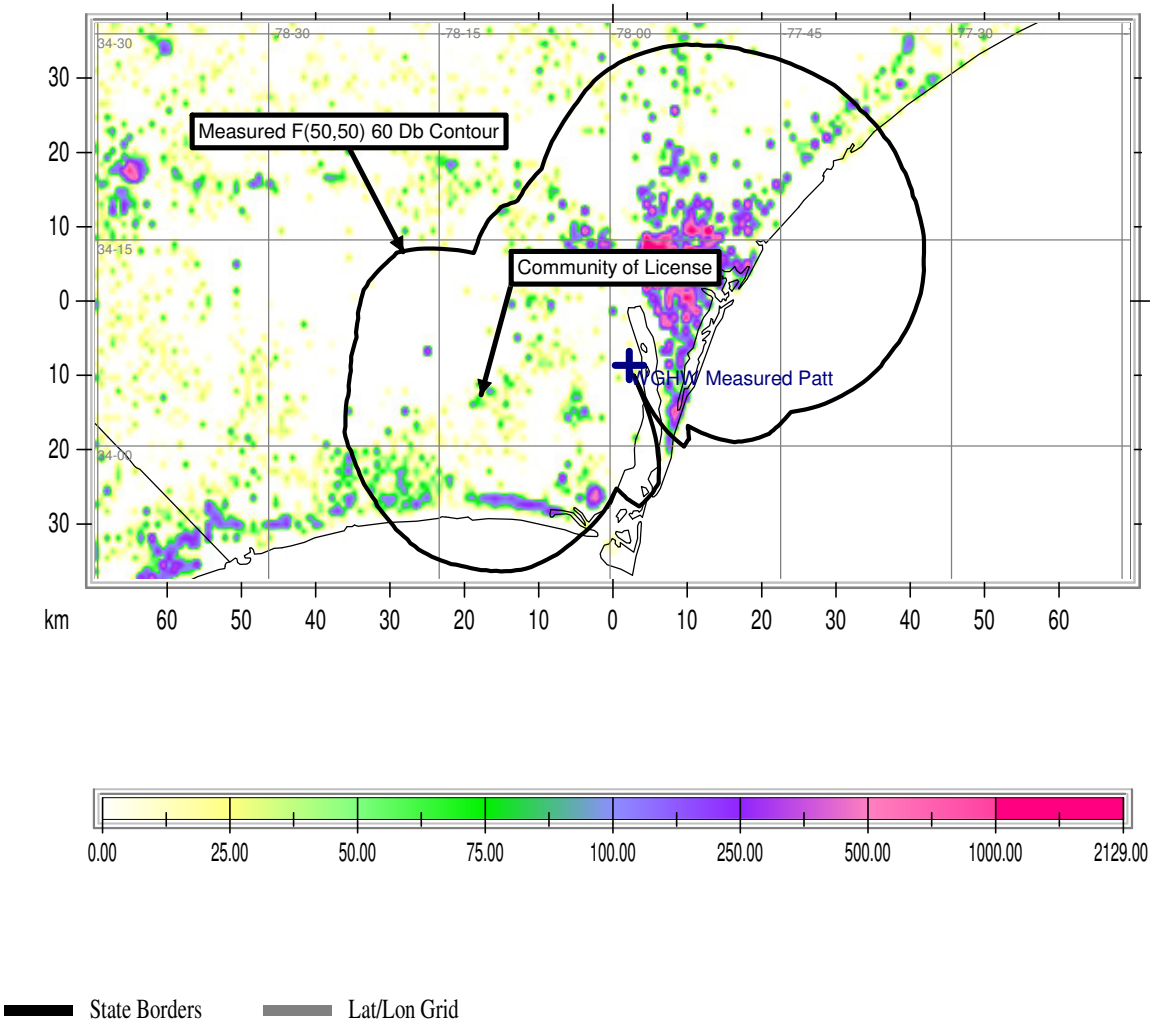 78-30 78-15 78-00 77-45 77-30
34-30
30
Measured F(50,50) 60 Db Contour
20
10
34-15
Community of License
0
10
WGHW Measured Patt
20
34-00
30
km 60 50 40 30 20 10 0 10 20 30 40 50 60
0.00 25.00 50.00 75.00 100.00 250.00 500.00 1000.00 2129.00
State Borders Lat/Lon Grid